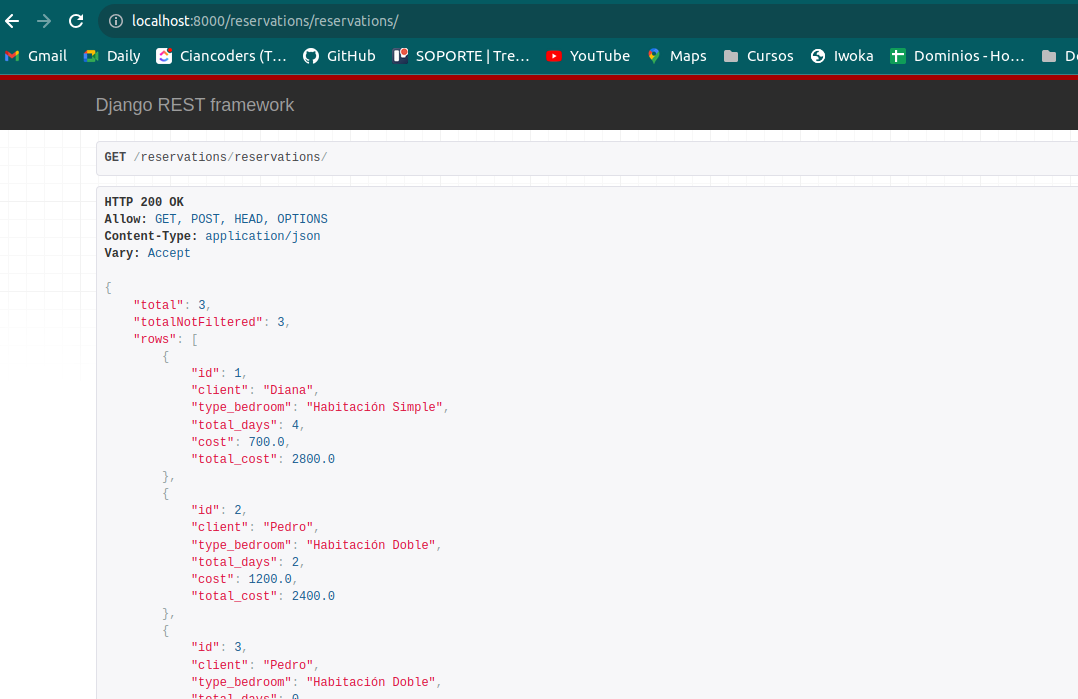 localhost:8000/reservations/reservations/
Gmail Daily Ciancoders (T... GitHub SOPORTE | Tre... YouTube Maps Cursos Iwoka Dominios - Ho...
Django REST framework
GET /reservations/reservations/
HTTP 200 OK
Allow: GET, POST, HEAD, OPTIONS
Content-Type: application/json
Vary: Accept
{
"total": 3,
"totalNotFiltered": 3,
"rows": [
{
"id": 1,
"client": "Diana",
"type_bedroom": "Habitación Simple",
"total_days": 4,
"cost": 700.0,
"total_cost": 2800.0
},
{
"id": 2,
"client": "Pedro",
"type_bedroom": "Habitación Doble",
"total_days": 2,
"cost": 1200.0,
"total_cost": 2400.0
},
{
"id": 3,
"client": "Pedro",
"type_bedroom": "Habitación Doble",
"total_days": 0